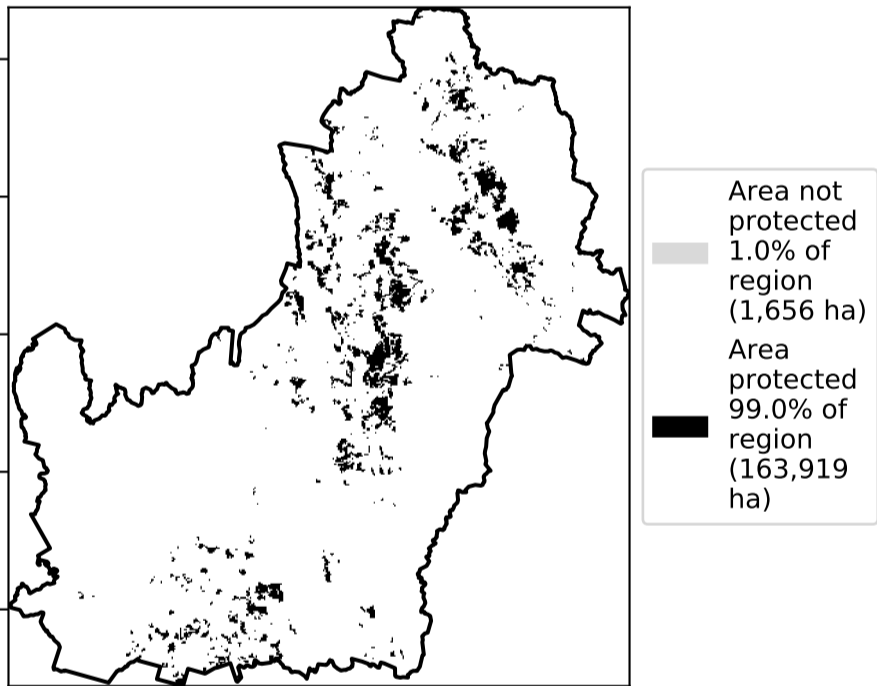 Area not
protected
1.0% of
region
(1,656 ha)
Area
protected
99.0% of
region
(163,919
ha)